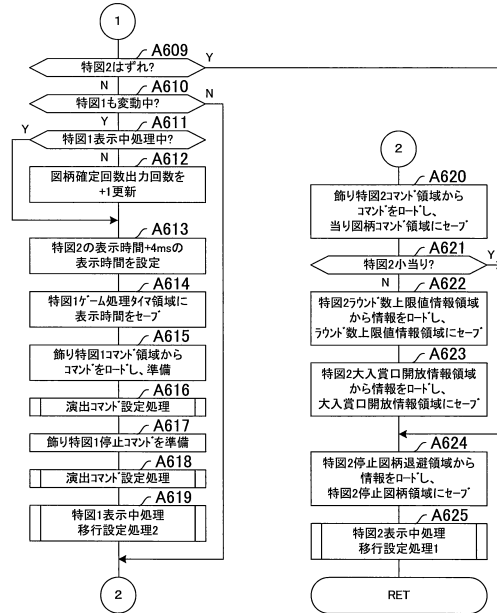 1
A609
特図2はずれ?
Y
N
A610
特図1も変動中?
N
Y
A611
特図1表示中処理中?
Y
N
A612
図柄確定回数出力回数を
+1更新
A613
特図2の表示時間+4msの
表示時間を設定
A614
特図1ゲーム処理タイマ領域に
表示時間をセーブ
A615
飾り特図1コマンド領域から
コマンドをロードし、準備
A616
演出コマンド設定処理
A617
飾り特図1停止コマンドを準備
A618
演出コマンド設定処理
A619
特図1表示中処理
移行設定処理2
2
2
A620
飾り特図2コマンド領域から
コマンドをロードし、
当り図柄コマンド領域にセーブ
A621
特図2小当り?
Y
N
A622
特図2ラウンド数上限値情報領域
から情報をロードし、
ラウンド数上限値情報領域にセーブ
A623
特図2大入賞口開放情報領域
から情報をロードし、
大入賞口開放情報領域にセーブ
A624
特図2停止図柄退避領域から
情報をロードし、
特図2停止図柄領域にセーブ
A625
特図2表示中処理
移行設定処理1
RET